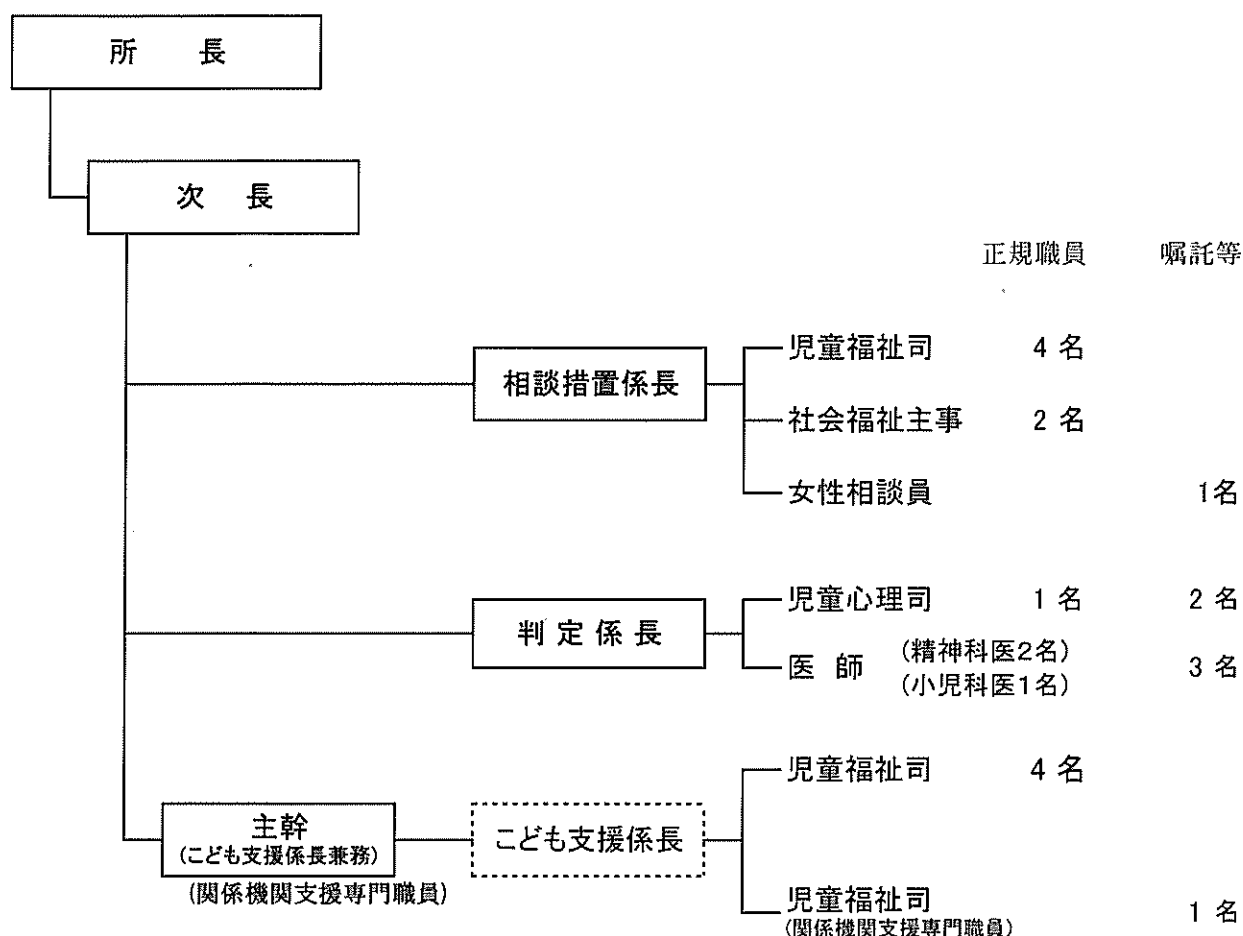 所　長
次　長
正規職員　嘱託等
相談措置係長
児童福祉司　4 名
社会福祉主事　2 名
女性相談員　1名
判 定 係 長
児童心理司　1 名　2 名
医 師　(精神科医2名)　3 名
(小児科医1名)
児童福祉司　4 名
主幹
(こども支援係長兼務)
こども支援係長
(関係機関支援専門職員)
児童福祉司　1 名
(関係機関支援専門職員)